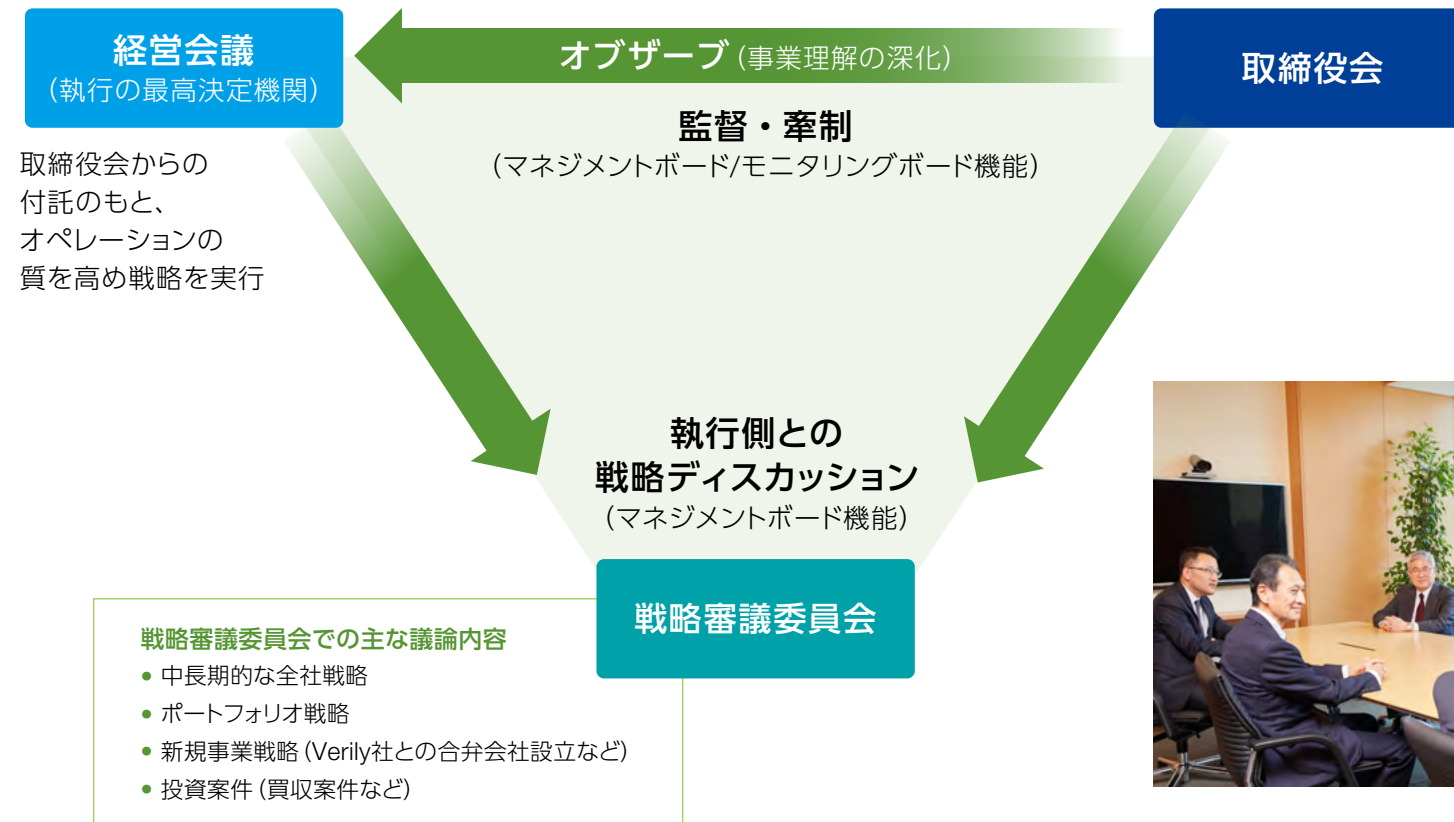 経営会議
(執行の最高決定機関)
オブザーブ(事業理解の深化)
取締役会
監督・牽制
(マネジメントボード/モニタリングボード機能)
取締役会からの
付託のもと、
オペレーションの
質を高め戦略を実行
執行側との
戦略ディスカッション
(マネジメントボード機能)
戦略審議委員会
戦略審議委員会での主な議論内容
• 中長期的な全社戦略
• ポートフォリオ戦略
• 新規事業戦略(Verily社との合弁会社設立など)
• 投資案件(買収案件など)